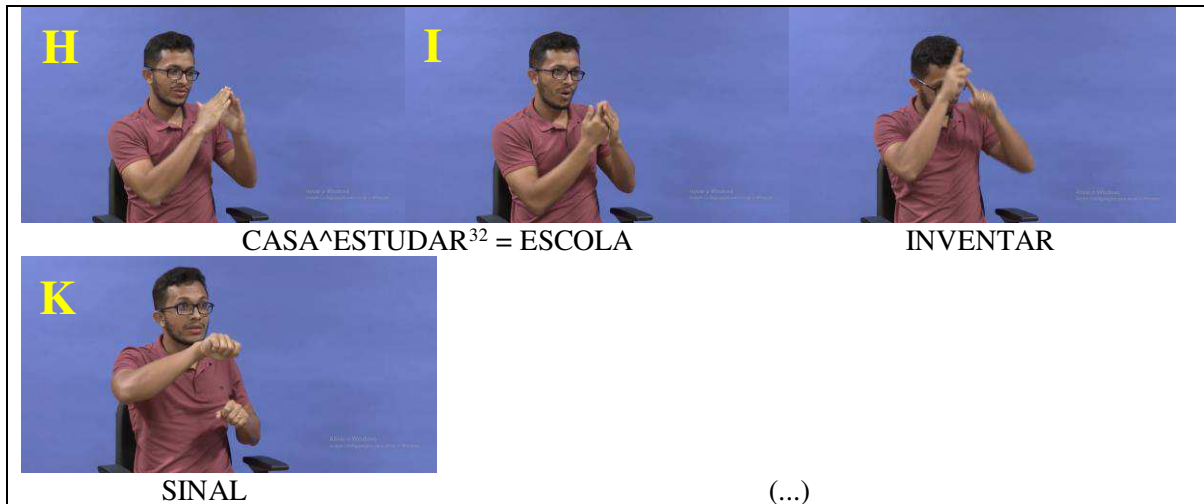 H I
CASA^ESTUDAR³² = ESCOLA INVENTAR
K
SINAL (...)